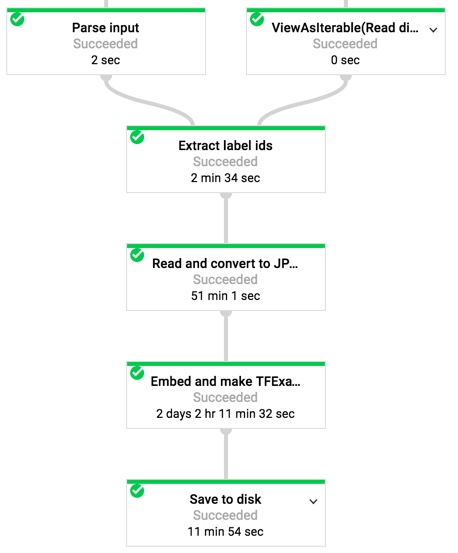 Parse input
Succeeded
2 sec
ViewAsIterable(Read di...
Succeeded
0 sec
Extract label ids
Succeeded
2 min 34 sec
Read and convert to JP...
Succeeded
51 min 1 sec
Embed and make TFExa...
Succeeded
2 days 2 hr 11 min 32 sec
Save to disk
Succeeded
11 min 54 sec